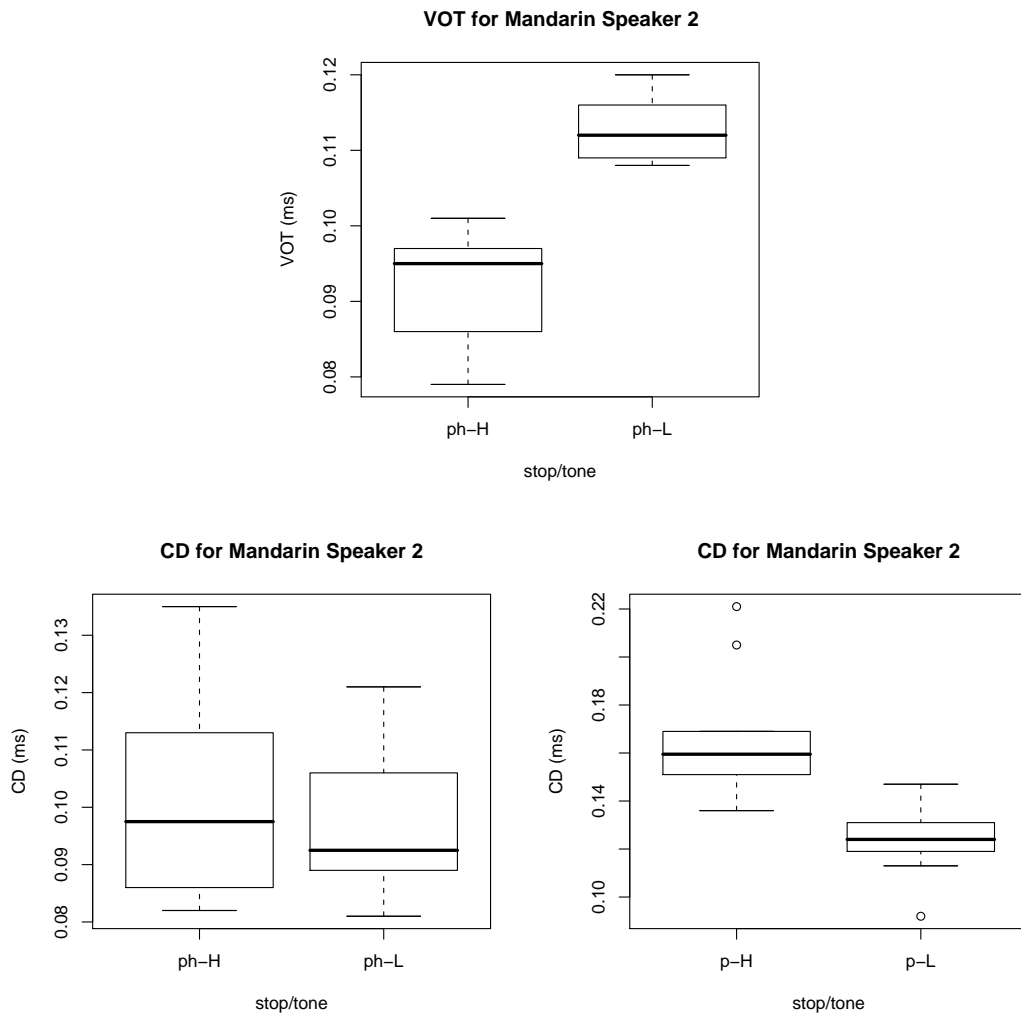 VOT for Mandarin Speaker 2
0.12
0.11
0.10
0.09
0.08
VOT (ms)
ph−H ph−L
stop/tone
CD for Mandarin Speaker 2
0.13
0.12
0.11
0.10
0.09
0.08
CD (ms)
ph−H ph−L
stop/tone
CD for Mandarin Speaker 2
0.22
0.18
0.14
0.10
CD (ms)
p−H p−L
stop/tone